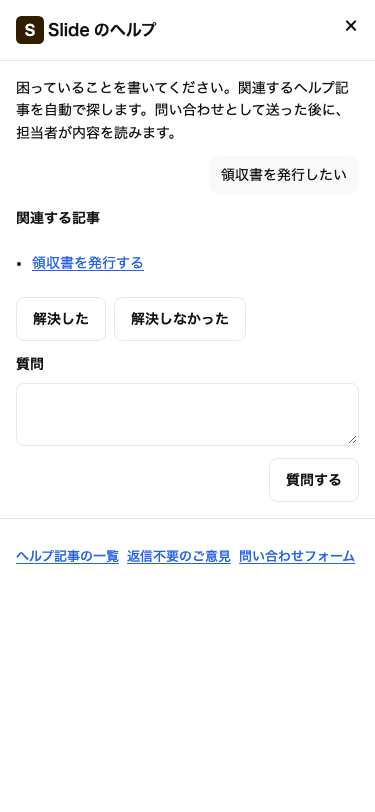 S Slide のヘルプ ×
困っていることを書いてください。関連するヘルプ記
事を自動で探します。問い合わせとして送った後に、
担当者が内容を読みます。
領収書を発行したい
関連する記事
• 領収書を発行する
解決した 解決しなかった
質問
質問する
ヘルプ記事の一覧 返信不要のご意見 問い合わせフォーム